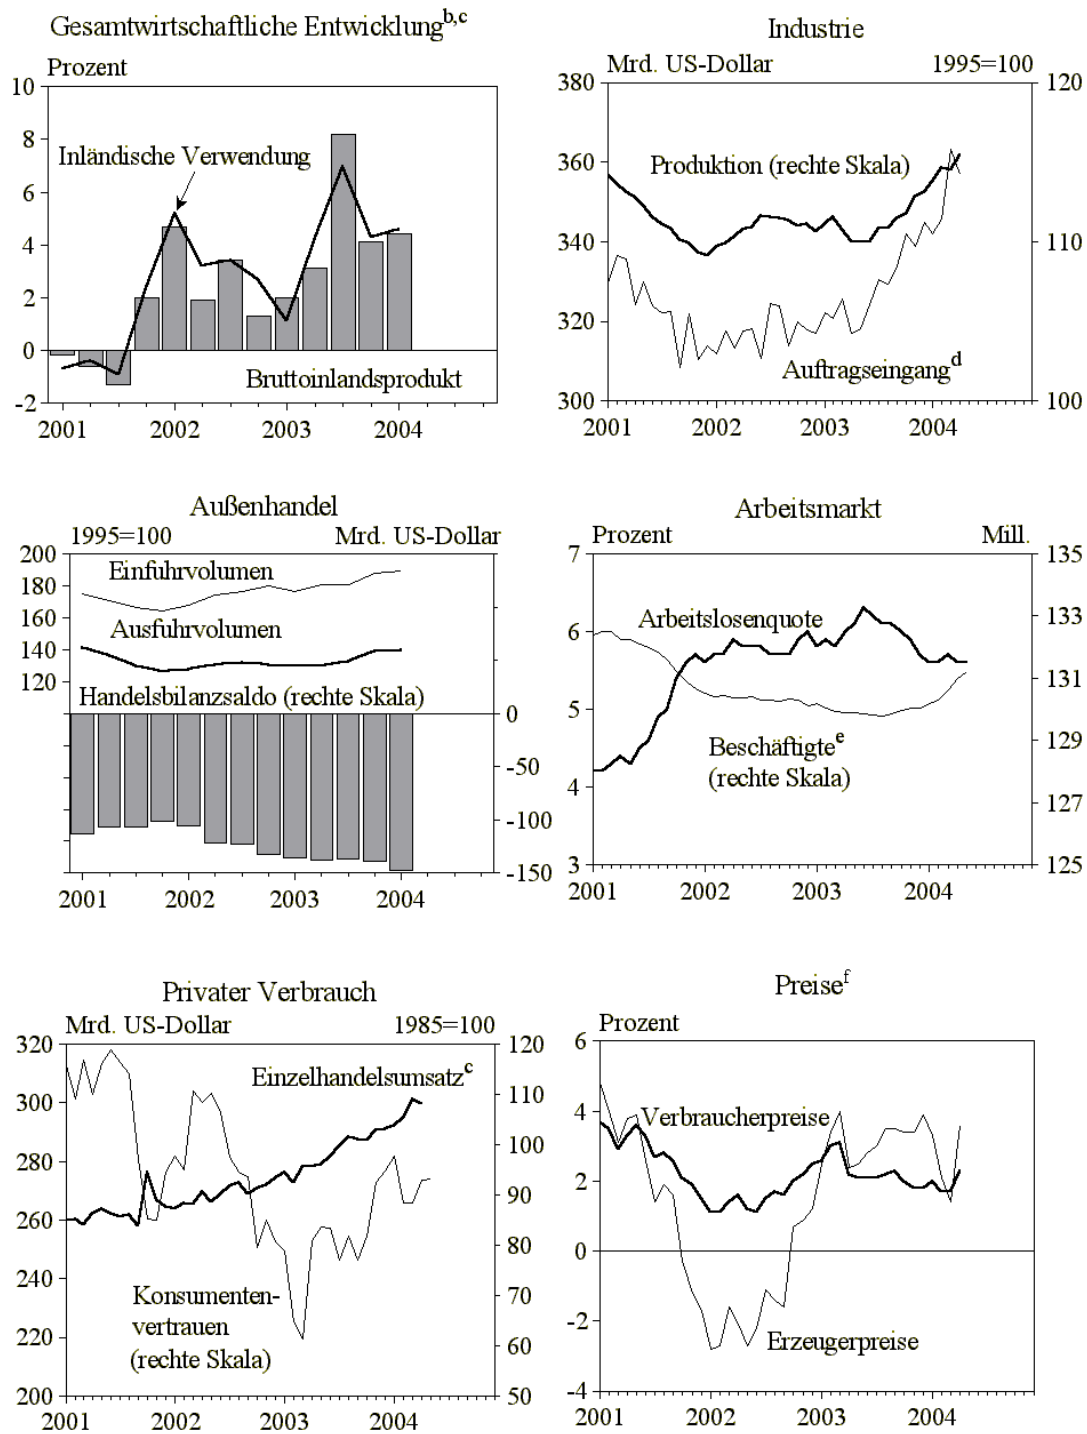 Gesamtwirtschaftliche Entwicklung b,c
Prozent
10
8
6
4
2
0
-2
Inländische Verwendung
Bruttoinlandsprodukt
2001 2002 2003 2004
Industrie
Mrd. US-Dollar 1995=100
380 120
360
340 110
320
300 100
Produktion (rechte Skala)
Auftragseingang d
2001 2002 2003 2004
Außenhandel
1995=100 Mrd. US-Dollar
200
180
160
140
120
0
-50
-100
-150
Einfuhrvolumen
Ausfuhrvolumen
Handelsbilanzsaldo (rechte Skala)
2001 2002 2003 2004
Arbeitsmarkt
Prozent Mill.
7 135
133
6
131
5
129
4
127
3 125
Arbeitslosenquote
Beschäftigte e
(rechte Skala)
2001 2002 2003 2004
Privater Verbrauch
Mrd. US-Dollar 1985=100
320 120
110
300
280 100
90
260
80
240
70
220 60
200 50
Einzelhandelsumsatz c
Konsumenten-
vertrauen
(rechte Skala)
2001 2002 2003 2004
Preise f
Prozent
6
4
2
0
-2
-4
Verbraucherpreise
Erzeugerpreise
2001 2002 2003 2004